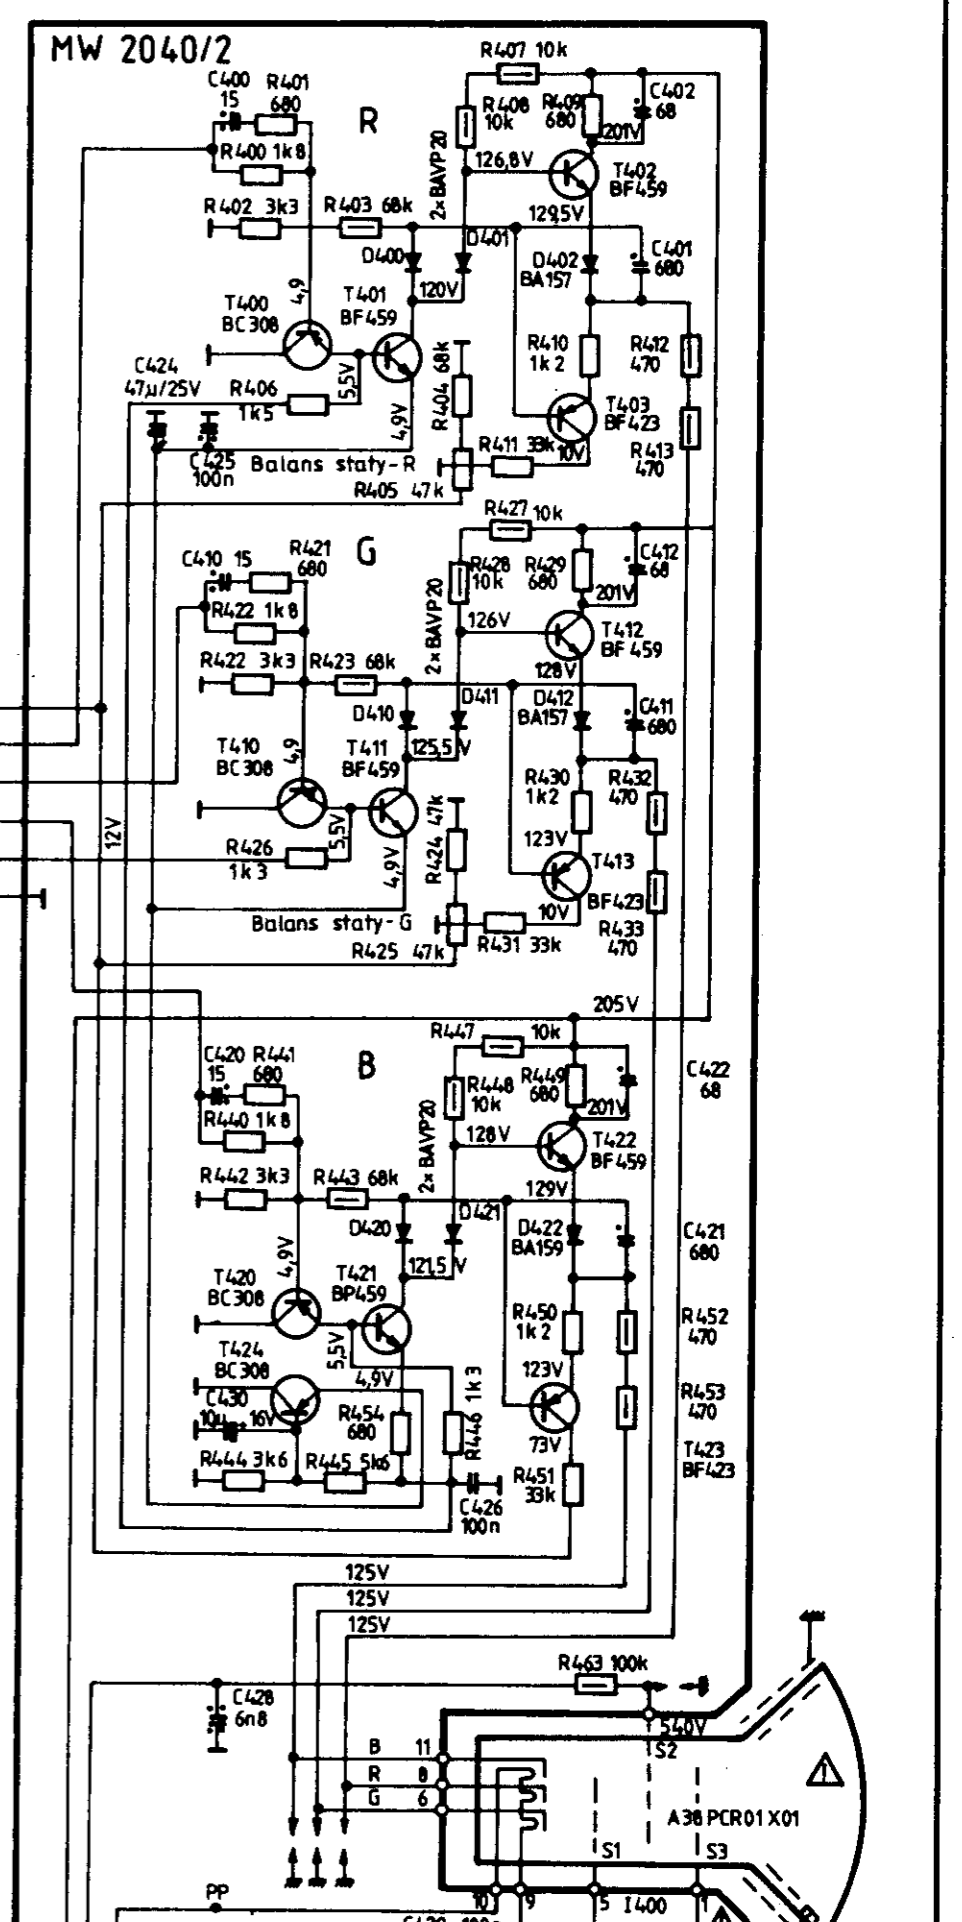 MW 2040/2
R407 10k
C400
15
R401
680
R
R408
10k
R409
680
C402
68
201V
R400 1k8
2xBAVP20
126,8V
T402
BF459
R402 3k3
R403 68k
129,5V
D400
D401
D402
BA157
C401
680
120V
4,9
T400
BC308
T401
BF459
R410
1k2
R412
470
C424
47µ/25V
R406
1k5
5,5V
4,9V
R404 68k
T403
BF423
R411 33k
10V
R413
470
C425
100n
Balans staty-R
R405 47k
R427 10k
C410 15
R421
680
G
R428
10k
R429
680
C412
68
201V
R422 1k8
2xBAVP20
126V
T412
BF459
R422 3k3
R423 68k
128V
D410
D411
D412
BA157
C411
680
T410
BC308
4,9
T411
BF459
125,5 V
R430
1k2
R432
470
12V
R426
1k3
5,5V
4,9V
R424 47k
123V
T413
BF423
10V
Balans staty-G
R425 47k
R431 33k
R433
470
205V
R447
10k
C420
15
R441
680
B
R448
10k
R449
680
C422
68
201V
R440 1k8
2xBAVP20
128V
T422
BF459
R442 3k3
R443 68k
129V
D420
D421
D422
BA159
C421
680
4,9V
121,5 V
T420
BC308
T421
BP459
R450
1k2
R452
470
5,5V
T424
BC308
4,9V
123V
C430
10µ 16V
R454
680
R446 1k3
R453
470
73V
T423
BF423
R444 3k6
R445 5k6
R451
33k
C426
100n
125V
125V
125V
R463 100k
C428
6n8
540V
S2
B 11
R 8
G 6
A38PCR01X01
S1
S3
PP
10
9
5
I400
1